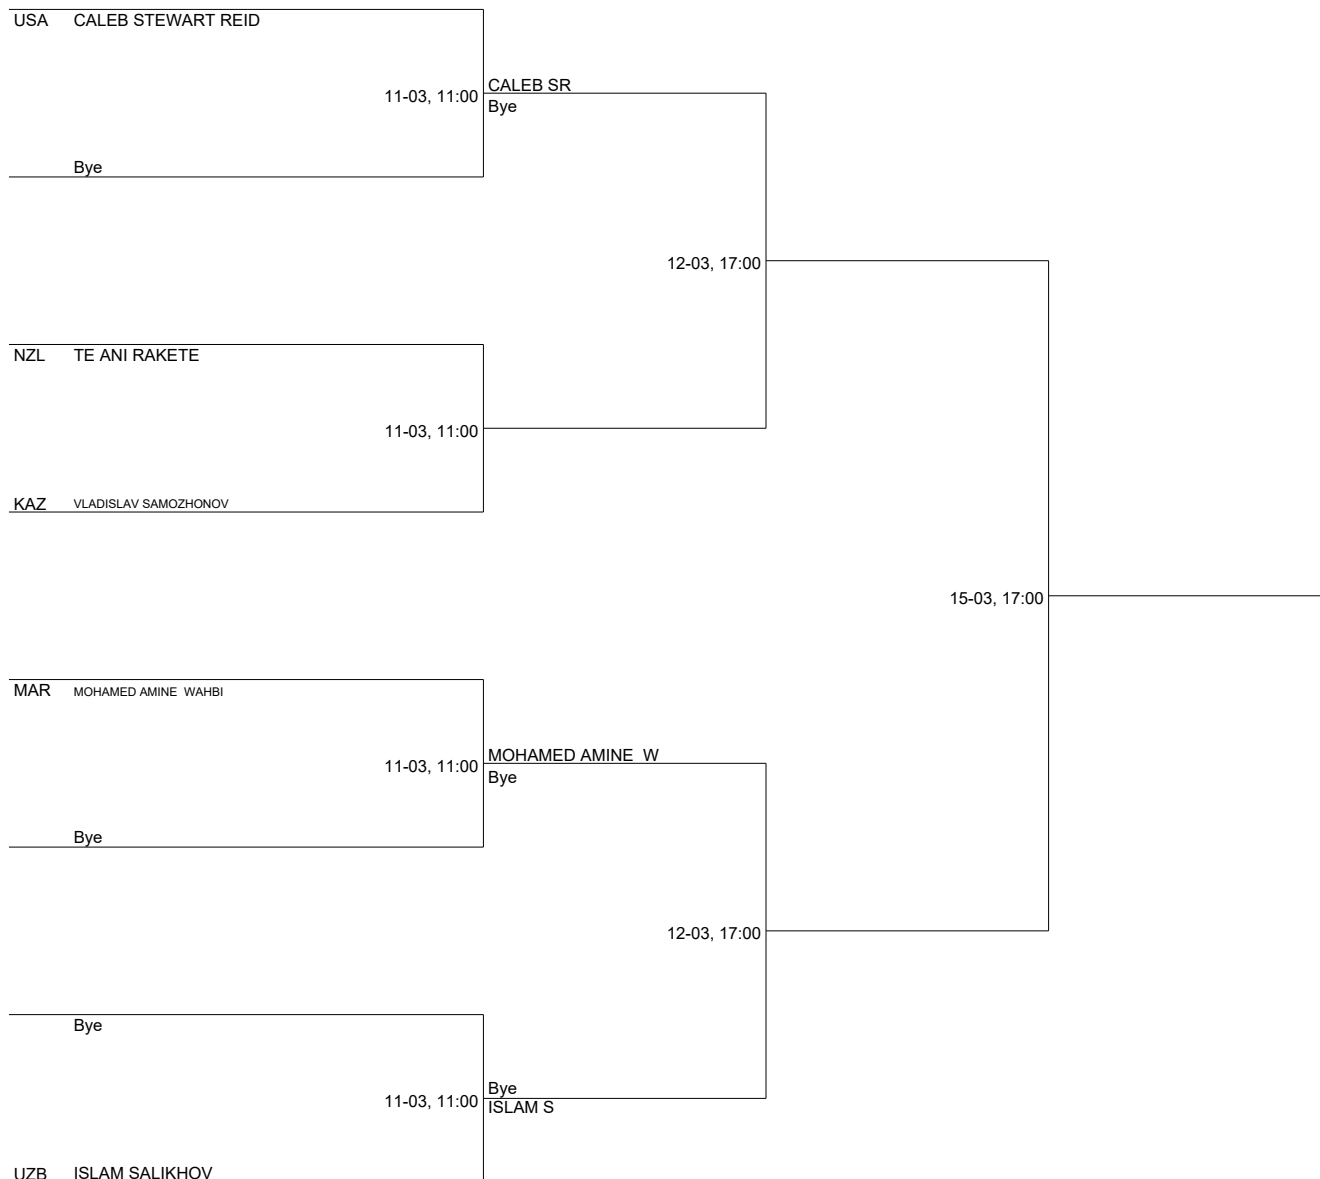 USA CALEB STEWART REID
CALEB SR
11-03, 11:00
Bye
Bye
12-03, 17:00
NZL TE ANI RAKETE
11-03, 11:00
KAZ VLADISLAV SAMOZHONOV
15-03, 17:00
MAR MOHAMED AMINE WAHBI
MOHAMED AMINE W
11-03, 11:00
Bye
Bye
12-03, 17:00
Bye
Bye
11-03, 11:00
ISLAM S
UZB ISLAM SALIKHOV